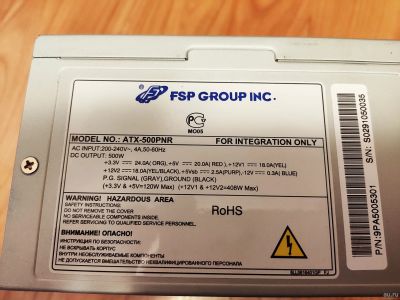 FSP GROUP INC.
PC
MC05
MODEL NO.: ATX-500PNR
FOR INTEGRATION ONLY
AC INPUT:200-240V~, 4A,50-60Hz
DC OUTPUT: 500W
+3.3V ⎓ 24.0A( ORG),+5V ⎓ 20.0A( RED ),+12V1 ⎓ 18.0A(YEL)
+12V2 ⎓ 18.0A(YEL/BLACK),+5Vsb ⎓ 2.5A(PUR),-12V ⎓ 0.3A( BLUE)
P.G. SIGNAL (GRAY),GROUND (BLACK)
(+3.3V & +5V=120W Max) (+12V1 & +12V2=408W Max)
WARNING! HAZARDOUS AREA
SAFETY INSTRUCTIONS:
DO NOT REMOVE THIS COVER.
NO SERVICEABLE COMPONENTS INSIDE.
REFER SERVICING TO QUALIFIED SERVICE PERSONNEL.
RoHS
ВНИМАНИЕ! ОПАСНО!
ИНСТРУКЦИЯ ПО БЕЗОПАСНОСТИ:
НЕ ВСКРЫВАТЬ КОРПУС
ВНУТРИ НЕОБСЛУЖИВАЕМЫЕ КОМПОНЕНТЫ
НЕ ДОПУСКАЕТСЯ ВМЕШАТЕЛЬСТВО НЕКВАЛИФИЦИРОВАННОГО ПЕРСОНАЛА.
S/N: S0291050035
P/N:9PA5005301
au.ru